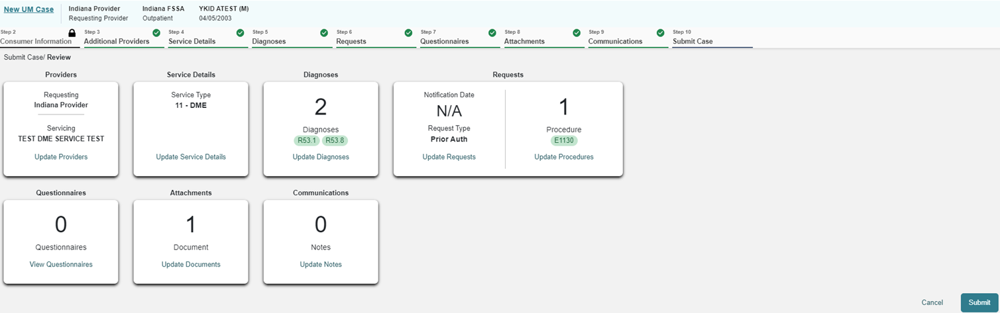 New UM Case
Indiana Provider
Requesting Provider
Indiana FSSA
Outpatient
YKID ATEST (M)
04/05/2003
Step 2
Consumer Information
Step 3
Additional Providers
Step 4
Service Details
Step 5
Diagnoses
Step 6
Requests
Step 7
Questionnaires
Step 8
Attachments
Step 9
Communications
Step 10
Submit Case
Submit Case/ Review
Providers
Requesting
Indiana Provider
Servicing
TEST DME SERVICE TEST
Update Providers
Service Details
Service Type
11 - DME
Update Service Details
Diagnoses
2
Diagnoses
R53.1 R53.8
Update Diagnoses
Requests
Notification Date
N/A
Request Type
Prior Auth
Update Requests
1
Procedure
E1130
Update Procedures
Questionnaires
0
Questionnaires
View Questionnaires
Attachments
1
Document
Update Documents
Communications
0
Notes
Update Notes
Cancel
Submit